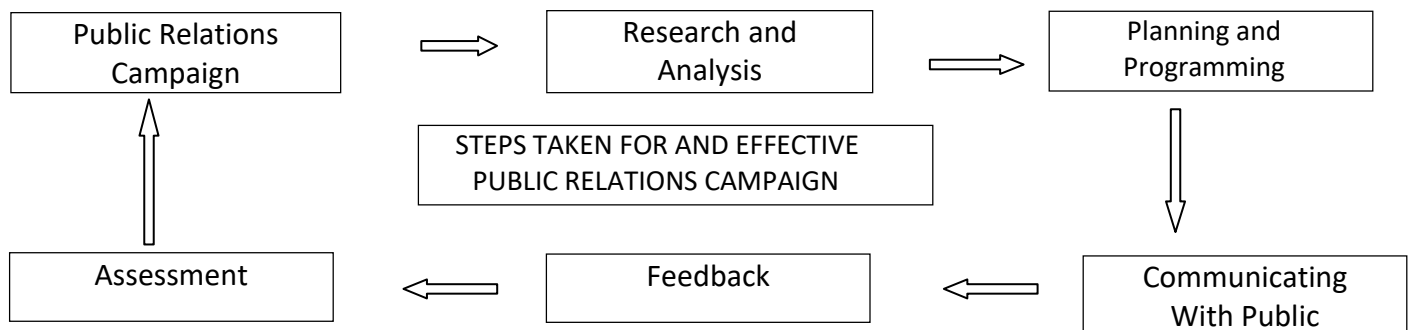 Public Relations
Campaign
Research and
Analysis
Planning and
Programming
STEPS TAKEN FOR AND EFFECTIVE
PUBLIC RELATIONS CAMPAIGN
Communicating
With Public
Feedback
Assessment